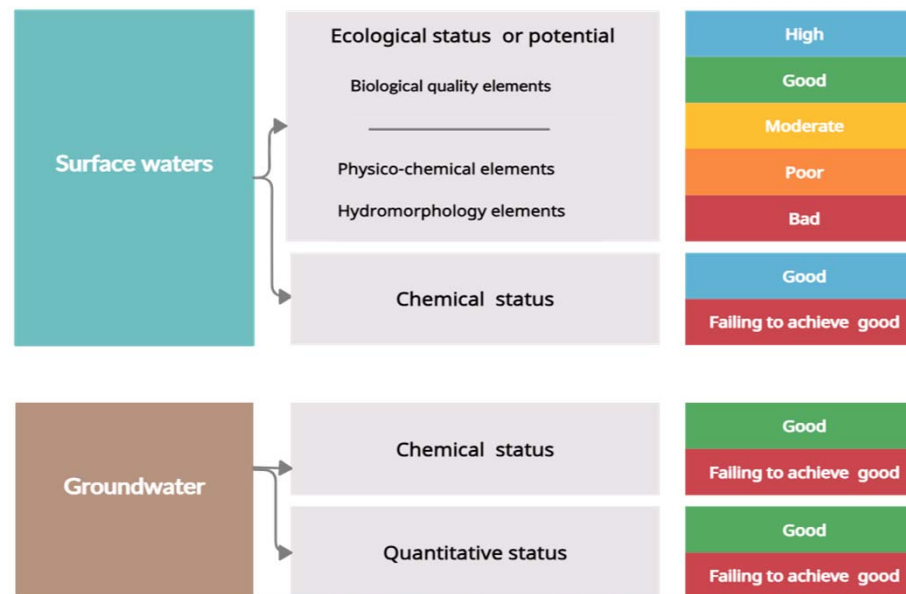 Surface waters
Ecological status or potential
Biological quality elements
Physico-chemical elements
Hydromorphology elements
High
Good
Moderate
Poor
Bad
Chemical status
Good
Failing to achieve good
Groundwater
Chemical status
Good
Failing to achieve good
Quantitative status
Good
Failing to achieve good